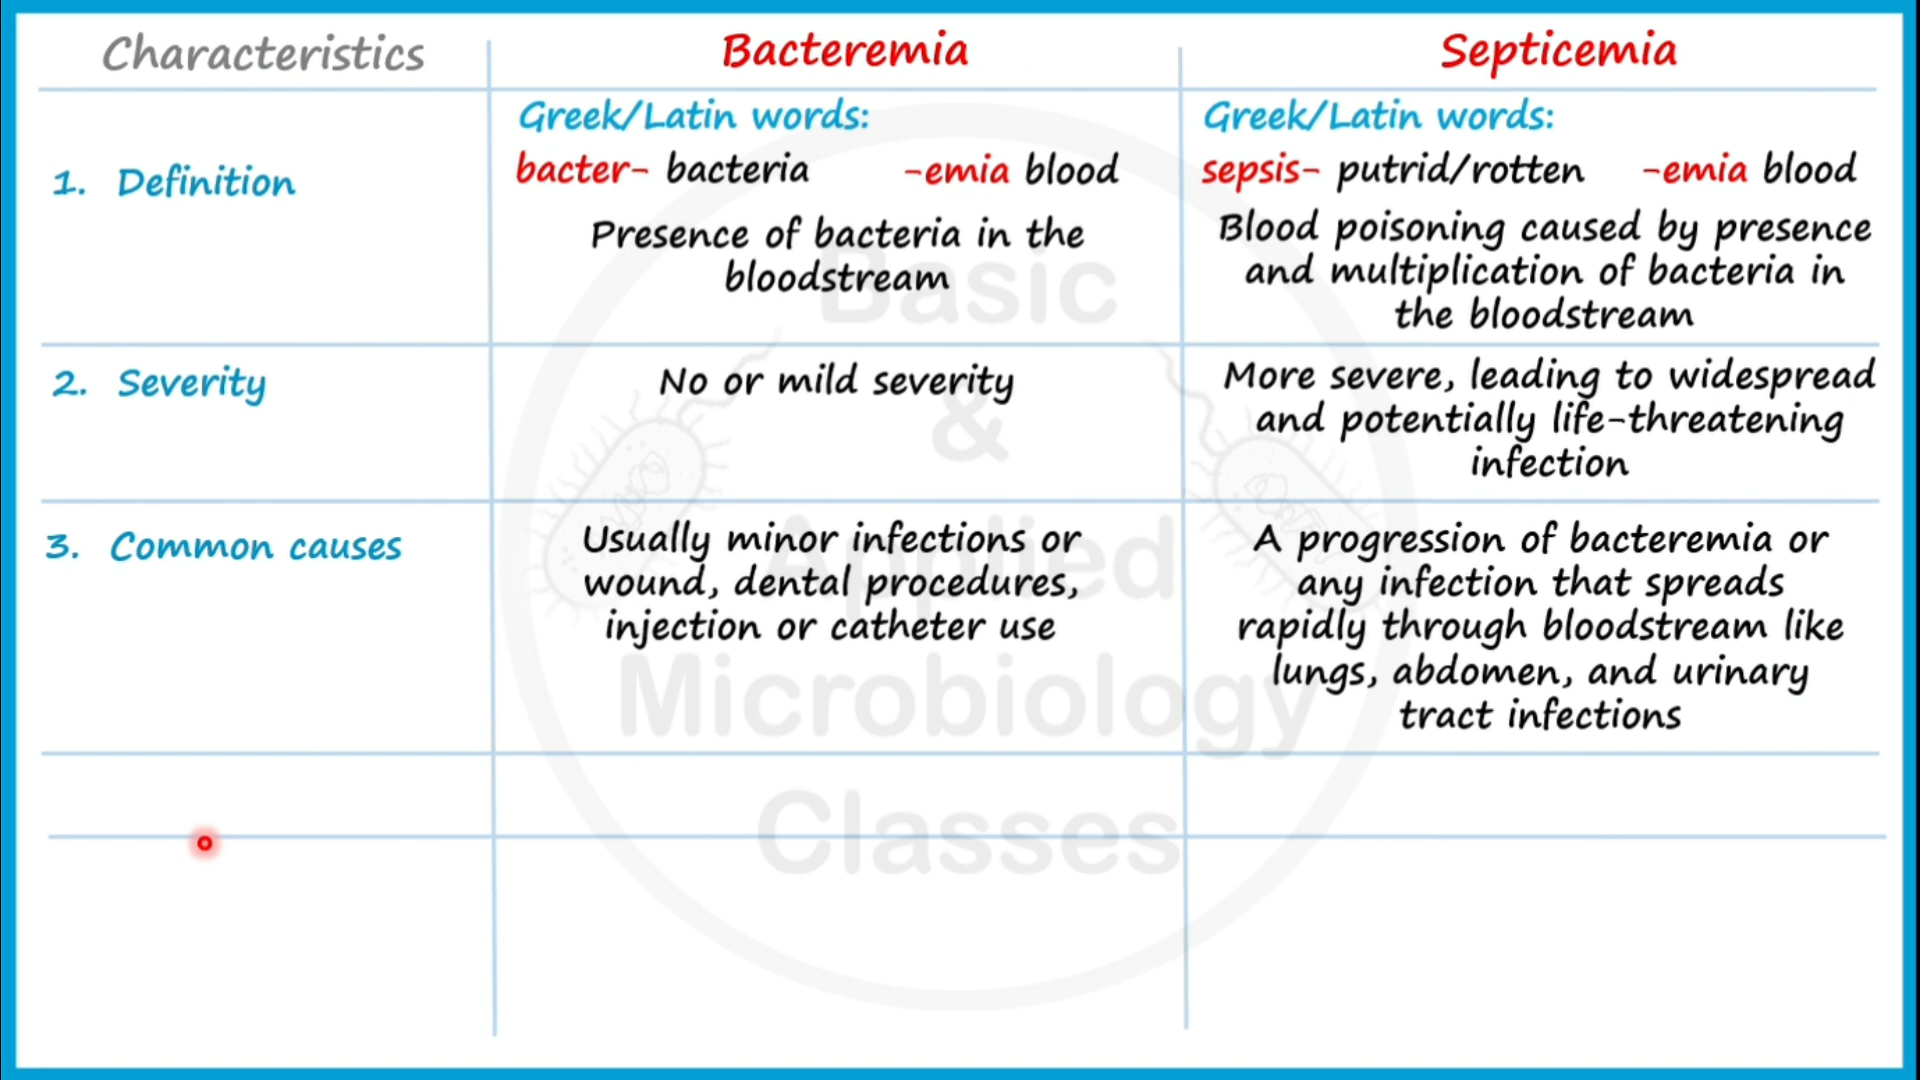 Characteristics
Bacteremia
Septicemia
1. Definition
Greek/Latin words:
bacter- bacteria -emia blood
Presence of bacteria in the
bloodstream
Greek/Latin words:
sepsis- putrid/rotten -emia blood
Blood poisoning caused by presence
and multiplication of bacteria in
the bloodstream
2. Severity
No or mild severity
More severe, leading to widespread
and potentially life-threatening
infection
3. Common causes
Usually minor infections or
wound, dental procedures,
injection or catheter use
A progression of bacteremia or
any infection that spreads
rapidly through bloodstream like
lungs, abdomen, and urinary
tract infections
Basic
&
Applied
Microbiology
Classes